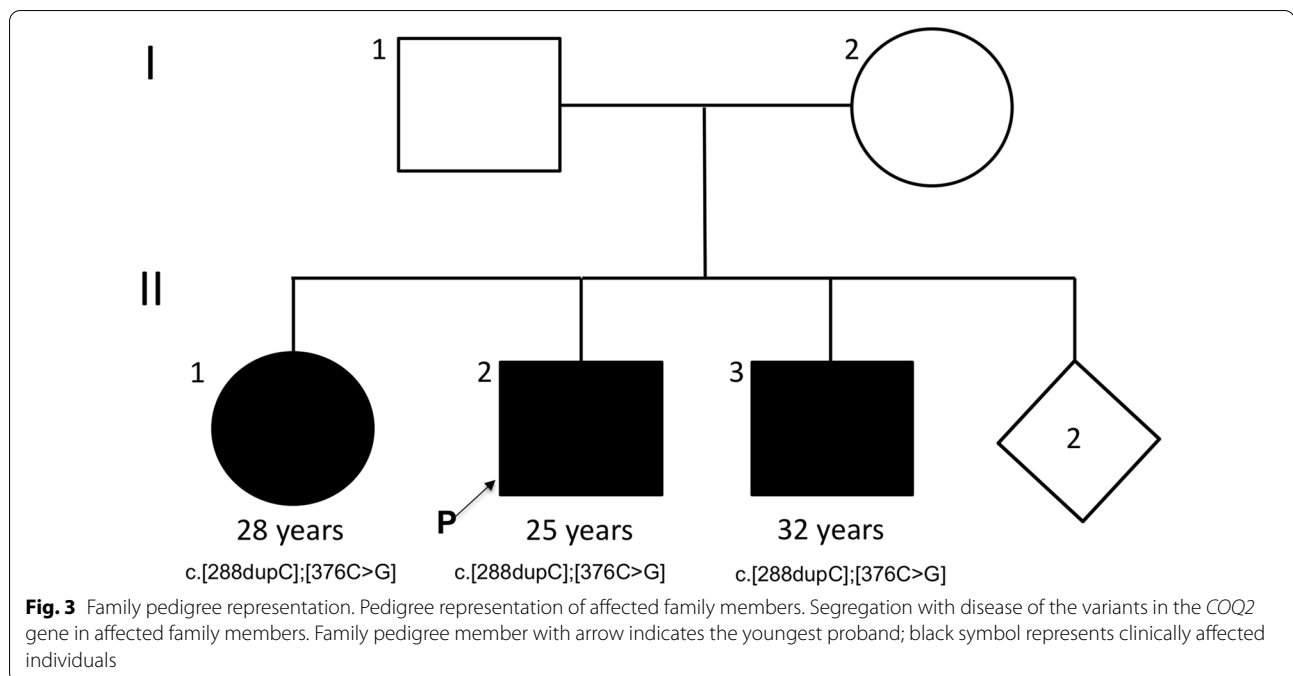 I
1
2
II
1
2
3
2
P
28 years
25 years
32 years
c.[288dupC];[376C>G]
c.[288dupC];[376C>G]
c.[288dupC];[376C>G]
Fig. 3 Family pedigree representation. Pedigree representation of affected family members. Segregation with disease of the variants in the COQ2
gene in affected family members. Family pedigree member with arrow indicates the youngest proband; black symbol represents clinically affected
individuals